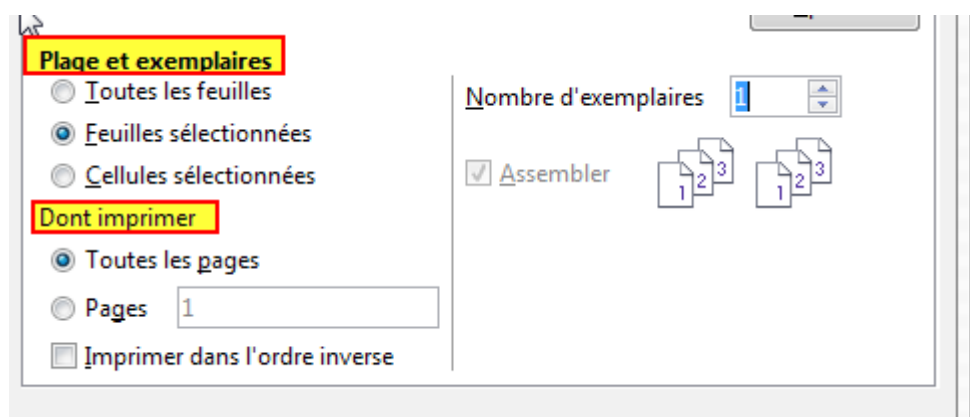 Plage et exemplaires
Toutes les feuilles
Feuilles sélectionnées
Cellules sélectionnées
Dont imprimer
Toutes les pages
Pages 1
Imprimer dans l'ordre inverse
Nombre d'exemplaires 1
Assembler 1 2 3 1 2 3